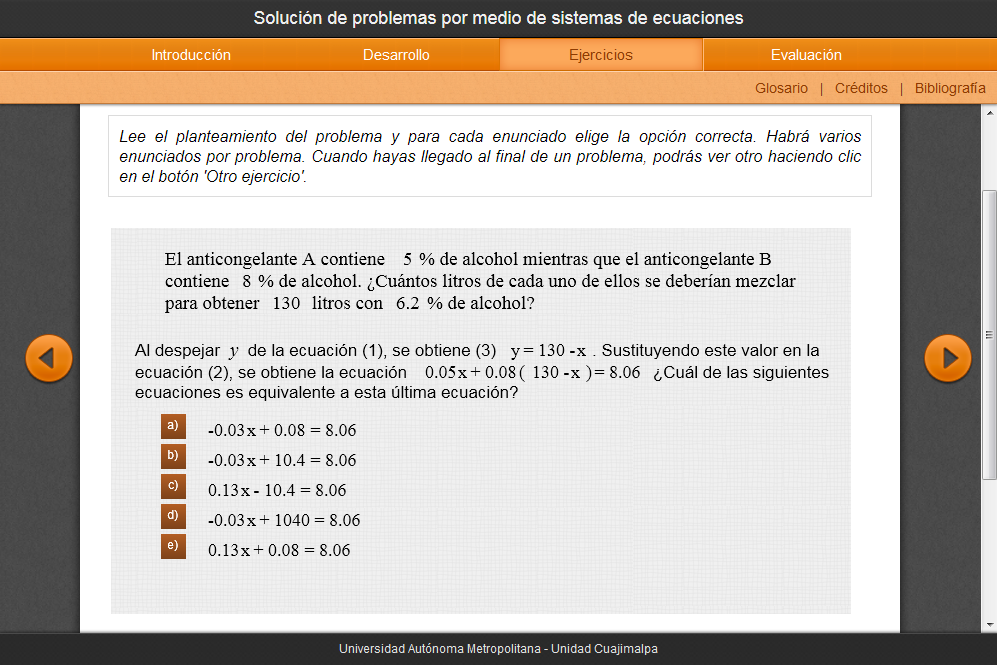 Solución de problemas por medio de sistemas de ecuaciones
Introducción Desarrollo Ejercicios Evaluación
Glosario | Créditos | Bibliografía
Lee el planteamiento del problema y para cada enunciado elige la opción correcta. Habrá varios
enunciados por problema. Cuando hayas llegado al final de un problema, podrás ver otro haciendo clic
en el botón 'Otro ejercicio'.
El anticongelante A contiene 5 % de alcohol mientras que el anticongelante B
contiene 8 % de alcohol. ¿Cuántos litros de cada uno de ellos se deberían mezclar
para obtener 130 litros con 6.2 % de alcohol?
Al despejar y de la ecuación (1), se obtiene (3) y = 130 - x . Sustituyendo este valor en la
ecuación (2), se obtiene la ecuación 0.05x + 0.08 ( 130 - x ) = 8.06 ¿Cuál de las siguientes
ecuaciones es equivalente a esta última ecuación?
a) -0.03x + 0.08 = 8.06
b) -0.03x + 10.4 = 8.06
c) 0.13x - 10.4 = 8.06
d) -0.03x + 1040 = 8.06
e) 0.13x + 0.08 = 8.06
Universidad Autónoma Metropolitana - Unidad Cuajimalpa